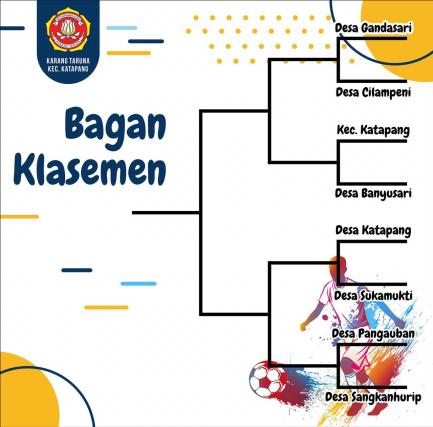 KARANG TARUNA
KEC. KATAPANG
Bagan
Klasemen
Desa Gandasari
Desa Cilampeni
Kec. Katapang
Desa Banyusari
Desa Katapang
Desa Sukamukti
Desa Pangauban
Desa Sangkanhurip